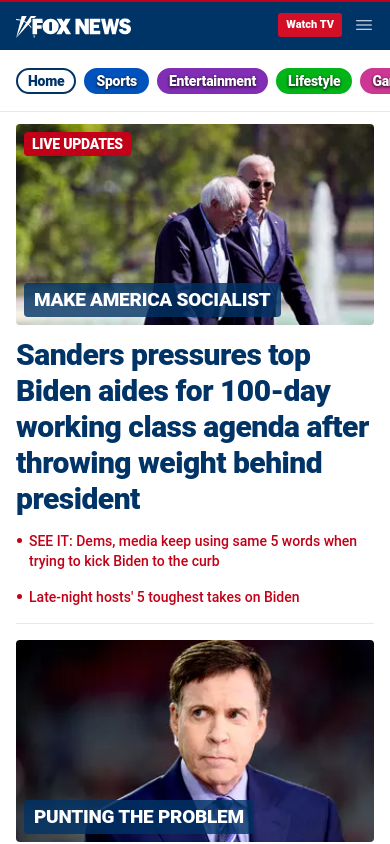 FOX NEWS
Watch TV
Home
Sports
Entertainment
Lifestyle
LIVE UPDATES
MAKE AMERICA SOCIALIST
Sanders pressures top
Biden aides for 100-day
working class agenda after
throwing weight behind
president
• SEE IT: Dems, media keep using same 5 words when
trying to kick Biden to the curb
• Late-night hosts' 5 toughest takes on Biden
PUNTING THE PROBLEM